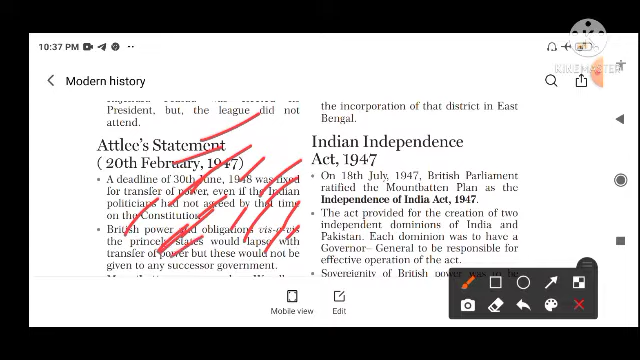 10:37 PM
KINEMASTER
Modern history
President, but, the league did not
attend.
Attlee's Statement
(20th February, 1947)
A deadline of 30th June, 1948 was fixed
for transfer of power, even if the Indian
politicians had not agreed by that time
on the Constitution.
British power and obligations vis-a-vis
the princely states would lapse with
transfer of power but these would not
be given to any successor government.
the incorporation of that district in East
Bengal.
Indian Independence
Act, 1947
On 18th July, 1947, British Parliament
ratified the Mountbatten Plan as the
Independence of India Act, 1947.
The act provided for the creation of two
independent dominions of India and
Pakistan. Each dominion was to have a
Governor- General to be responsible for
effective operation of the act.
Sovereignty of British power was to be
Mobile view
Edit